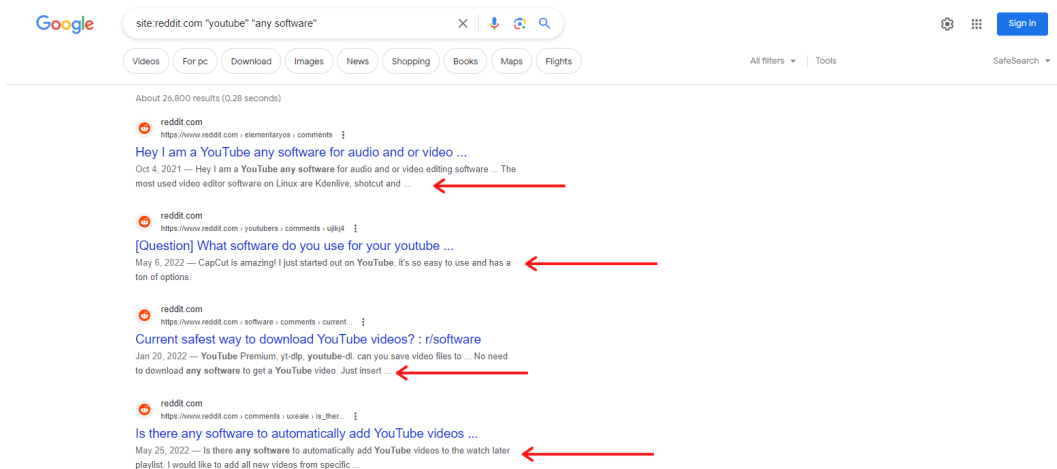 Google
site:reddit.com "youtube" "any software"
Sign in
Videos For pc Download Images News Shopping Books Maps Flights All filters Tools SafeSearch
About 26,800 results (0.28 seconds)
reddit.com
https://www.reddit.com › elementaryos › comments
Hey I am a YouTube any software for audio and or video ...
Oct 4, 2021 — Hey I am a YouTube any software for audio and or video editing software ... The
most used video editor software on Linux are Kdenlive, shotcut and ...
reddit.com
https://www.reddit.com › youtubers › comments › ujikj4
[Question] What software do you use for your youtube ...
May 6, 2022 — CapCut is amazing! I just started out on YouTube, it's so easy to use and has a
ton of options.
reddit.com
https://www.reddit.com › software › comments › current...
Current safest way to download YouTube videos? : r/software
Jan 20, 2022 — YouTube Premium, yt-dlp, youtube-dl. can you save video files to ... No need
to download any software to get a YouTube video. Just insert ...
reddit.com
https://www.reddit.com › comments › uxeale › is_ther...
Is there any software to automatically add YouTube videos ...
May 25, 2022 — Is there any software to automatically add YouTube videos to the watch later
playlist. I would like to add all new videos from specific ...